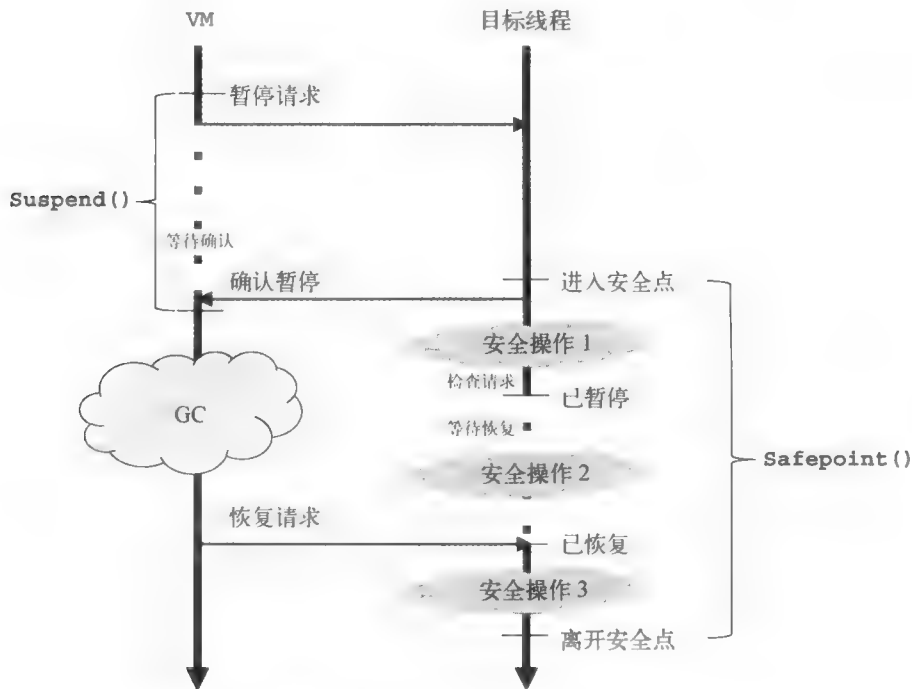 VM
目标线程
暂停请求
Suspend()
等待确认
确认暂停
进入安全点
安全操作 1
检查请求
已暂停
GC
等待恢复
Safepoint()
安全操作 2
恢复请求
已恢复
安全操作 3
离开安全点